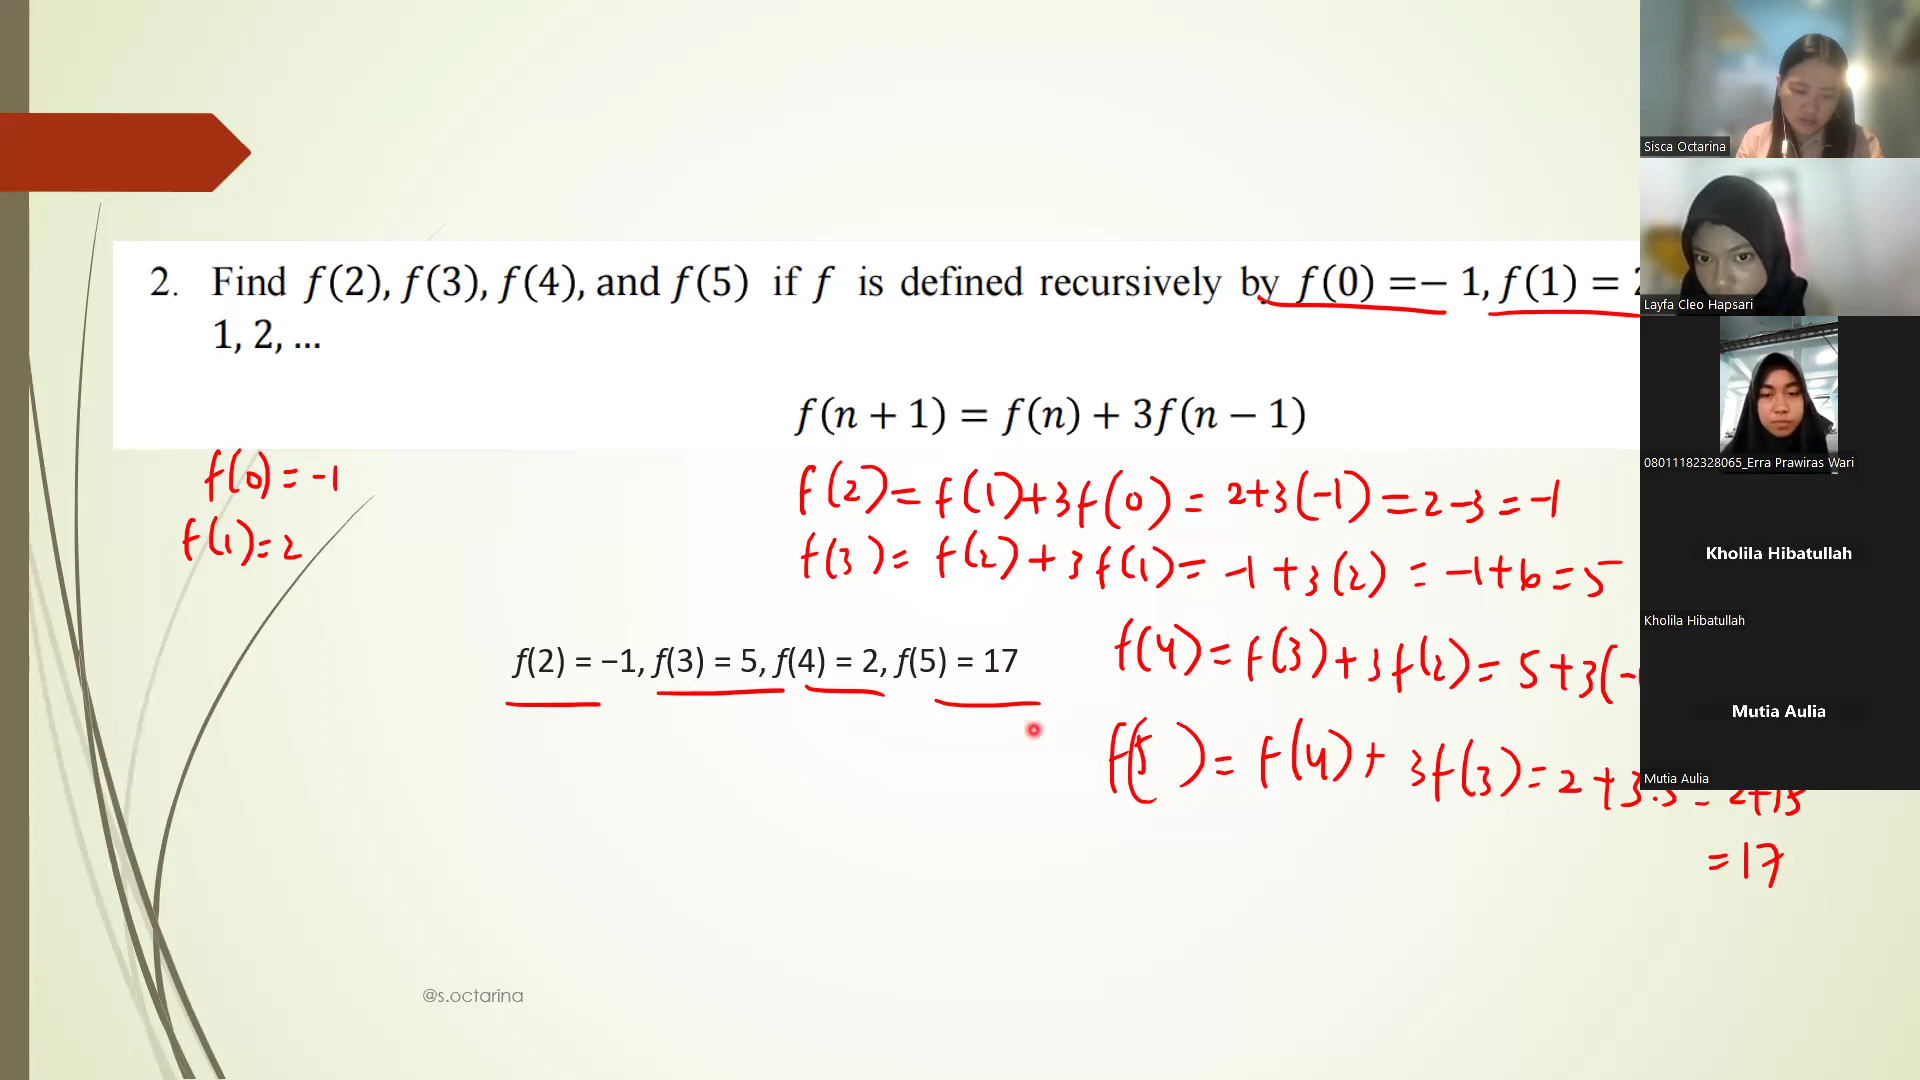 2. Find f(2), f(3), f(4), and f(5) if f is defined recursively by f(0) =− 1, f(1) =
1, 2, ...
f(n + 1) = f(n) + 3f(n − 1)
f(0) = -1
f(1) = 2
f(2) = f(1) + 3f(0) = 2+3(-1) = 2-3 = -1
f(3) = f(2) + 3f(1) = -1 + 3(2) = -1+6 = 5
f(2) = −1, f(3) = 5, f(4) = 2, f(5) = 17
f(4) = f(3) + 3f(2) = 5+3(-
f(5) = f(4) + 3f(3) = 2+3.5 = 2+15
= 17
@s.octarina
Sisca Octarina
Layfa Cleo Hapsari
08011182328065_Erra Prawiras Wari
Kholila Hibatullah
Kholila Hibatullah
Mutia Aulia
Mutia Aulia